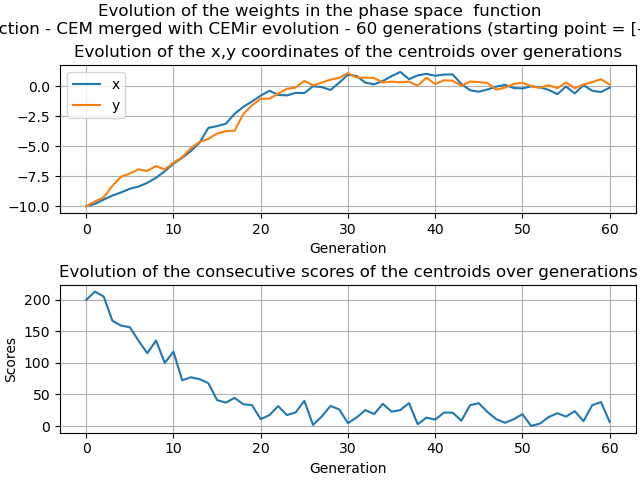 Evolution of the weights in the phase space  function
ction - CEM merged with CEMir evolution - 60 generations (starting point = [-
Evolution of the x,y coordinates of the centroids over generations
x
y
0.0
−2.5
−5.0
−7.5
−10.0
0 10 20 30 40 50 60
Generation
Evolution of the consecutive scores of the centroids over generations
Scores
200
150
100
50
0
0 10 20 30 40 50 60
Generation